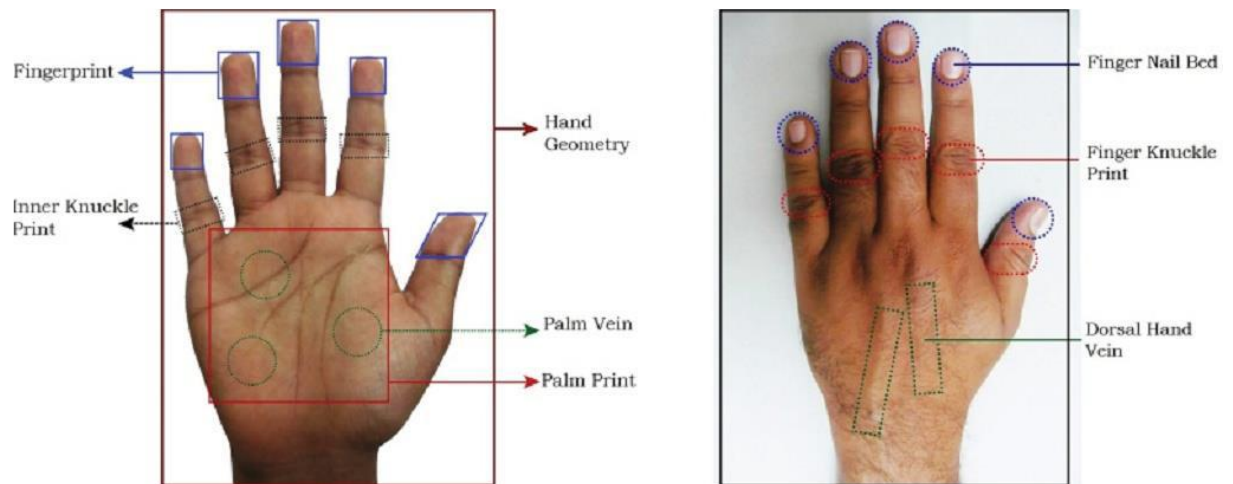 Fingerprint
Inner Knuckle
Print
Hand
Geometry
Palm Vein
Palm Print
Finger Nail Bed
Finger Knuckle
Print
Dorsal Hand
Vein